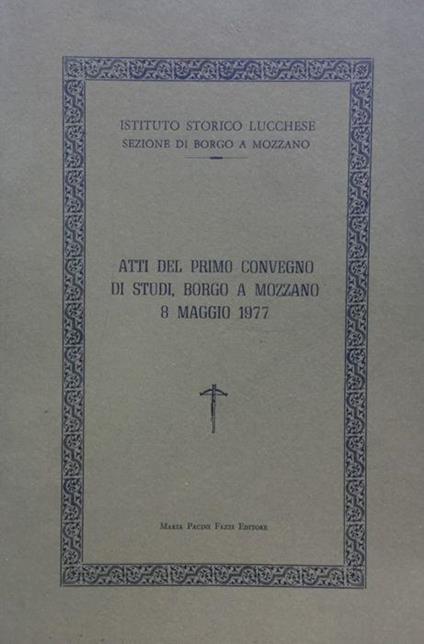 ISTITUTO STORICO LUCCHESE
SEZIONE DI BORGO A MOZZANO
ATTI DEL PRIMO CONVEGNO
DI STUDI, BORGO A MOZZANO
8 MAGGIO 1977
Maria Pacini Fazzi Editore